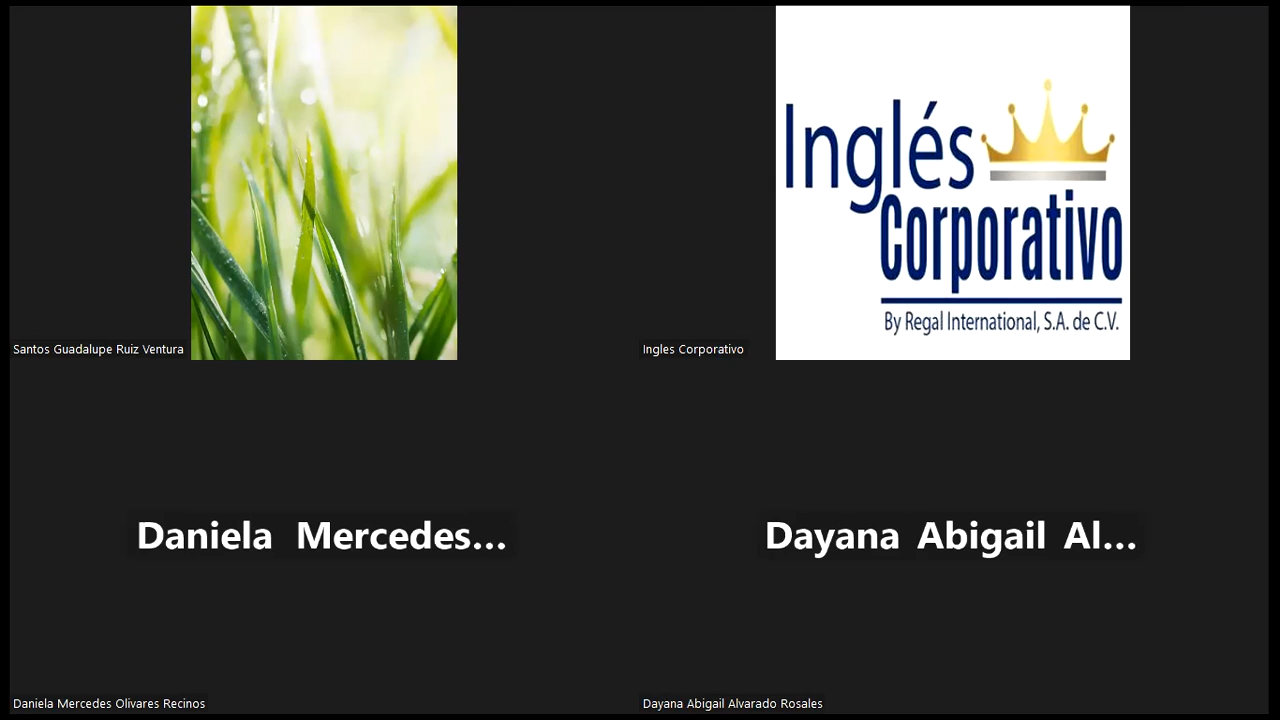 Inglés
Corporativo
By Regal International, S.A. de C.V.
Santos Guadalupe Ruiz Ventura
Ingles Corporativo
Daniela Mercedes...
Dayana Abigail Al...
Daniela Mercedes Olivares Recinos
Dayana Abigail Alvarado Rosales